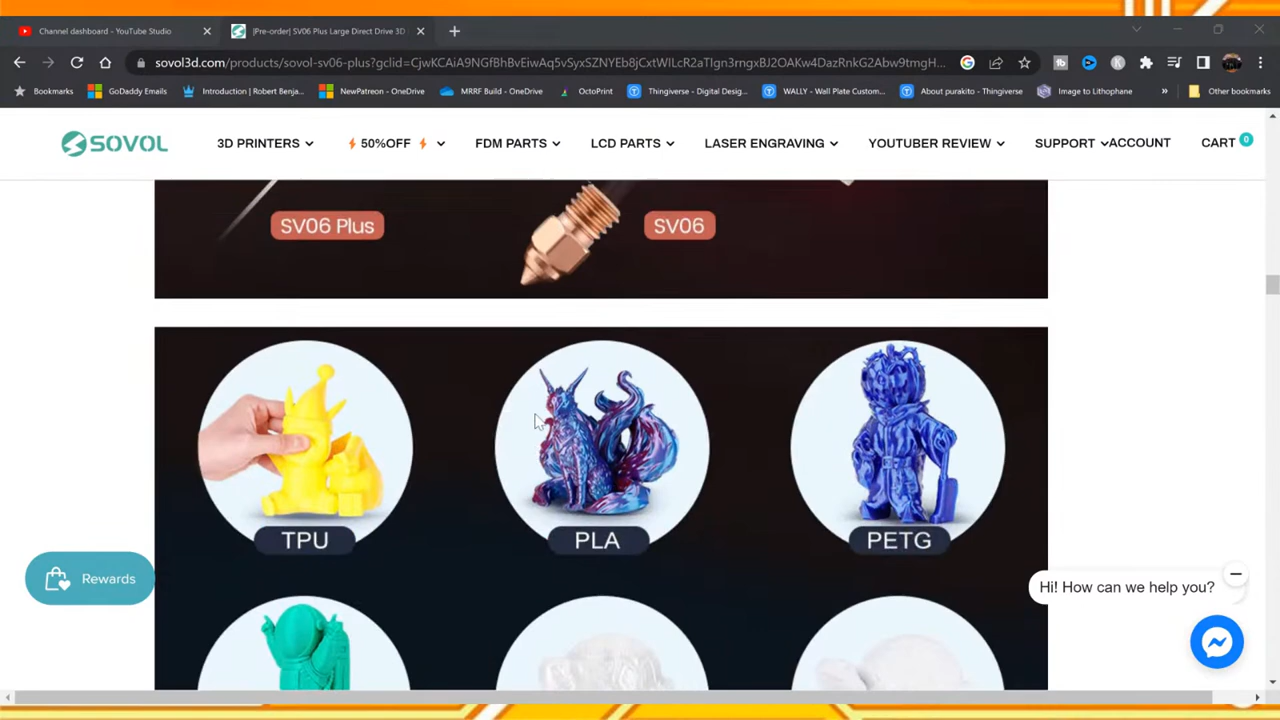 Channel dashboard - YouTube Studio
|Pre-order| SV06 Plus Large Direct Drive 3D
sovol3d.com/products/sovol-sv06-plus?gclid=CjwKCAiA9NGfBhBvEiwAq5vSyxSZNYEb8jCxtWILcR2aTIgn3rngxBJ2OAKw4DazRnkG2Abw9tmgH...
Bookmarks GoDaddy Emails Introduction | Robert Benja... NewPatreon - OneDrive MRRF Build - OneDrive OctoPrint Thingiverse - Digital Desig... WALLY - Wall Plate Custom... About purakito - Thingiverse Image to Lithophane » Other bookmarks
SOVOL 3D PRINTERS 50%OFF FDM PARTS LCD PARTS LASER ENGRAVING YOUTUBER REVIEW SUPPORT ACCOUNT CART 0
SV06 Plus SV06
TPU PLA PETG
Rewards
Hi! How can we help you?